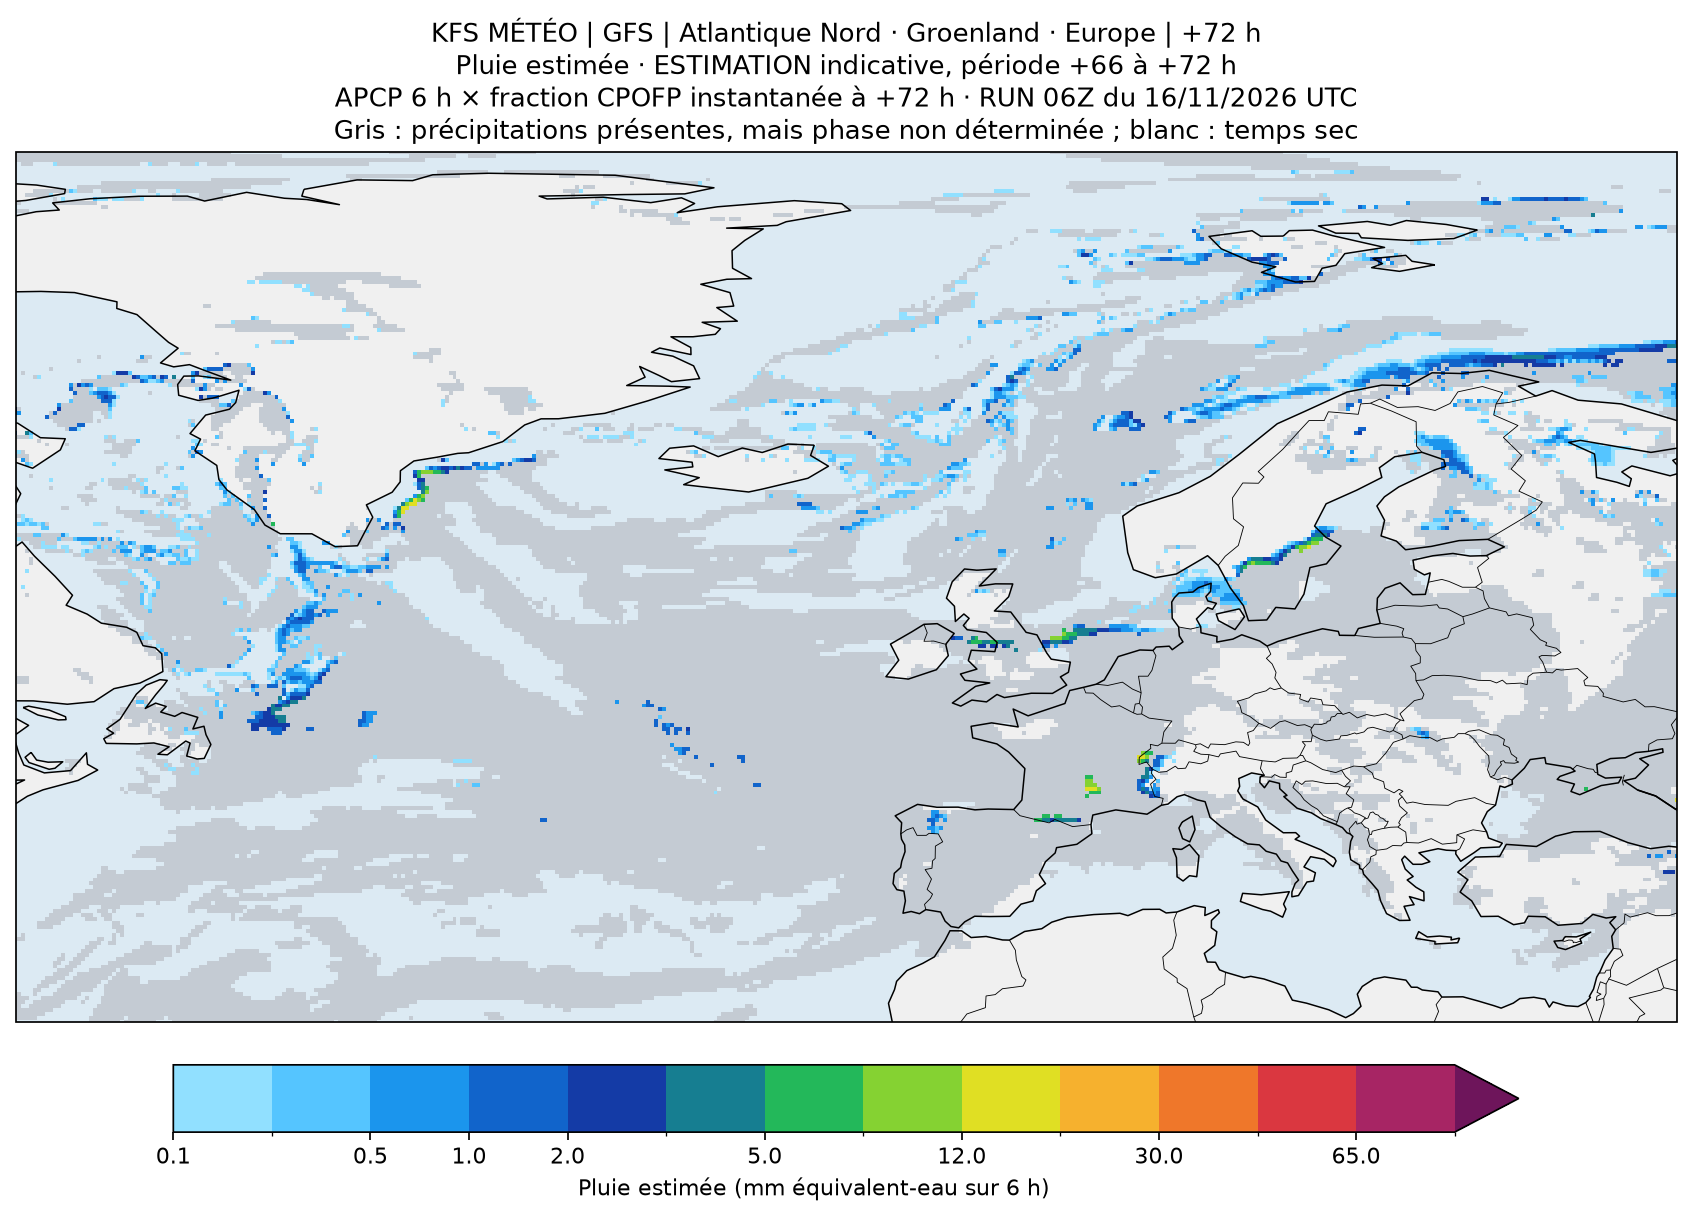 KFS MÉTÉO | GFS | Atlantique Nord · Groenland · Europe | +72 h
Pluie estimée · ESTIMATION indicative, période +66 à +72 h
APCP 6 h × fraction CPOFP instantanée à +72 h · RUN 06Z du 16/11/2026 UTC
Gris : précipitations présentes, mais phase non déterminée ; blanc : temps sec
0.1 0.5 1.0 2.0 5.0 12.0 30.0 65.0
Pluie estimée (mm équivalent-eau sur 6 h)